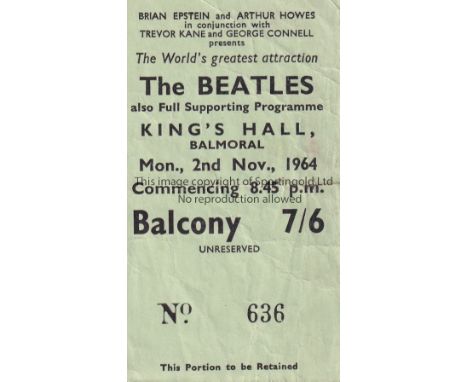 BRIAN EPSTEIN and ARTHUR HOWES
in conjunction with
TREVOR KANE and GEORGE CONNELL
presents
The World's greatest attraction
The BEATLES
also Full Supporting Programme
KING'S HALL,
BALMORAL
Mon., 2nd Nov., 1964
This image copyright of Sportingold Ltd
Commencing 8.45 p.m.
No reproduction allowed
Balcony 7/6
UNRESERVED
No. 636
This Portion to be Retained